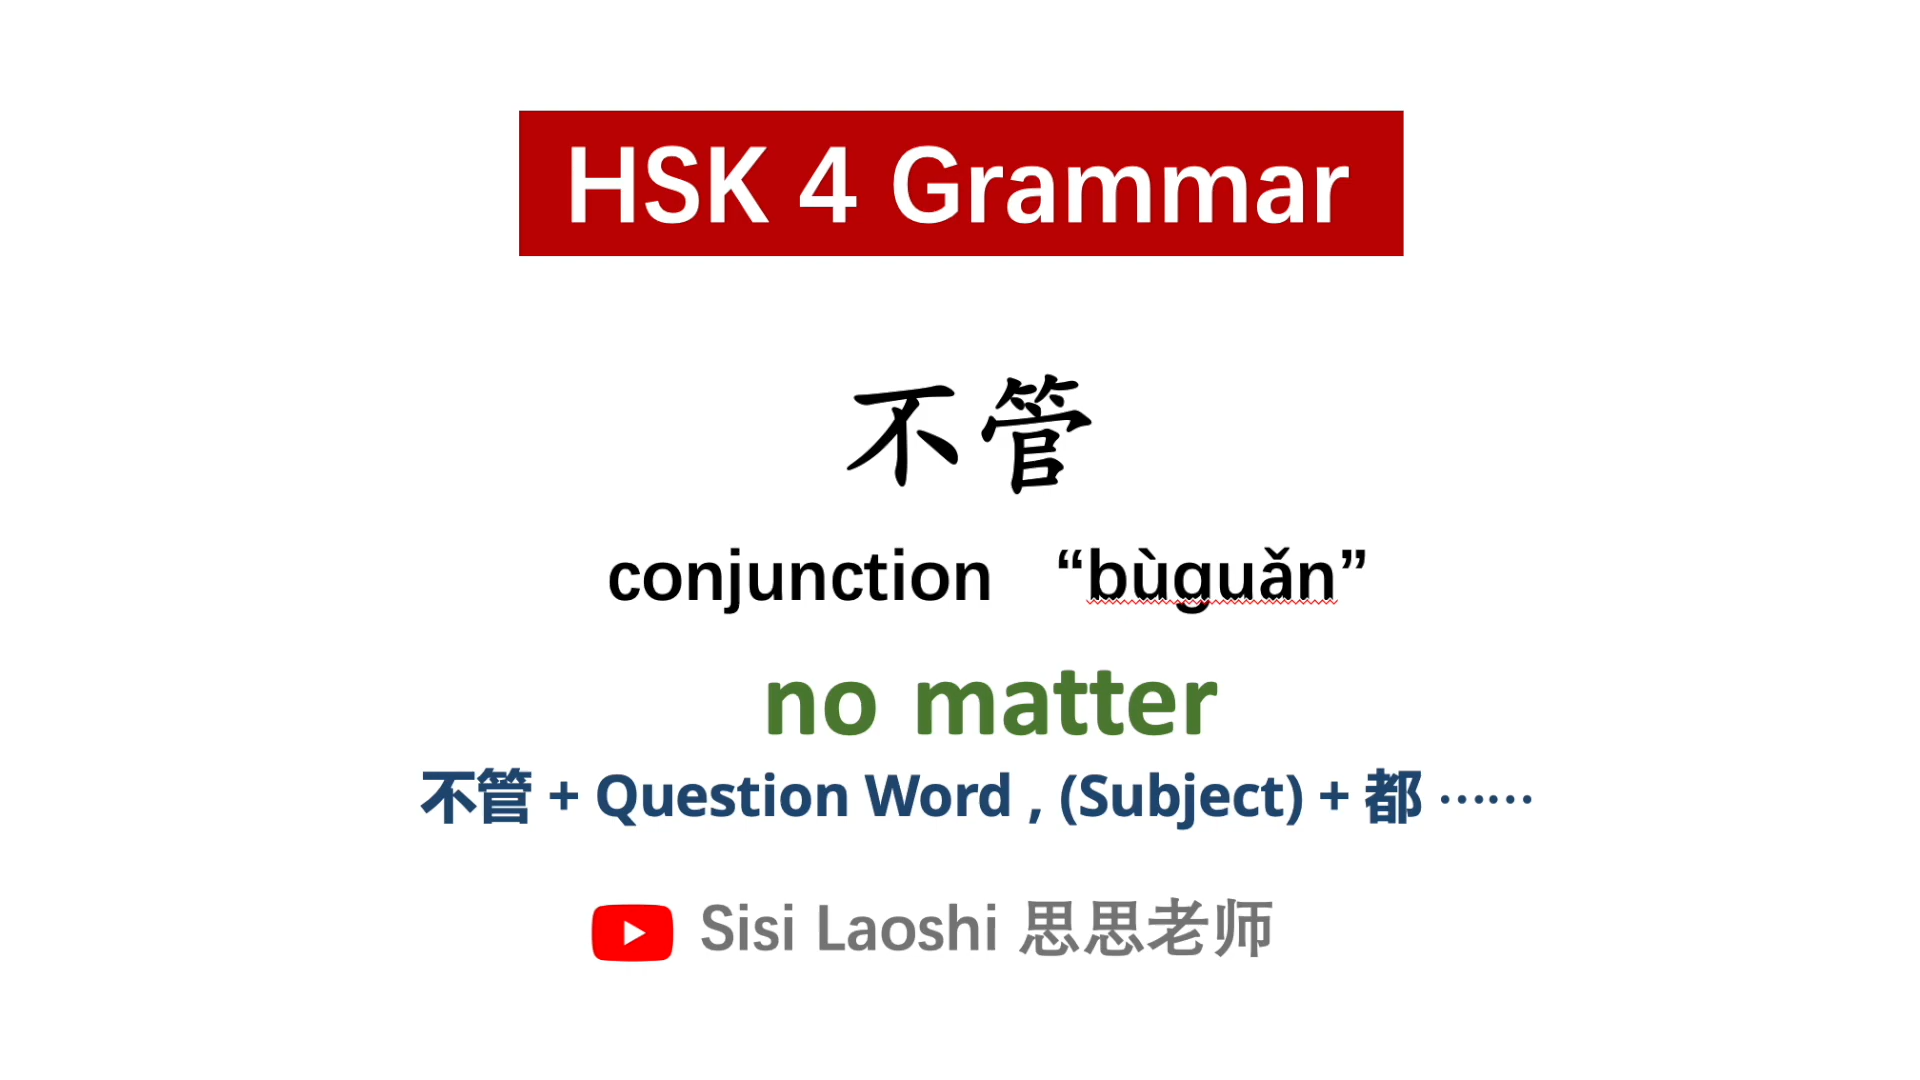 HSK 4 Grammar
不管
conjunction “bùguǎn”
no matter
不管 + Question Word , (Subject) + 都 ……
Sisi Laoshi 思思老师